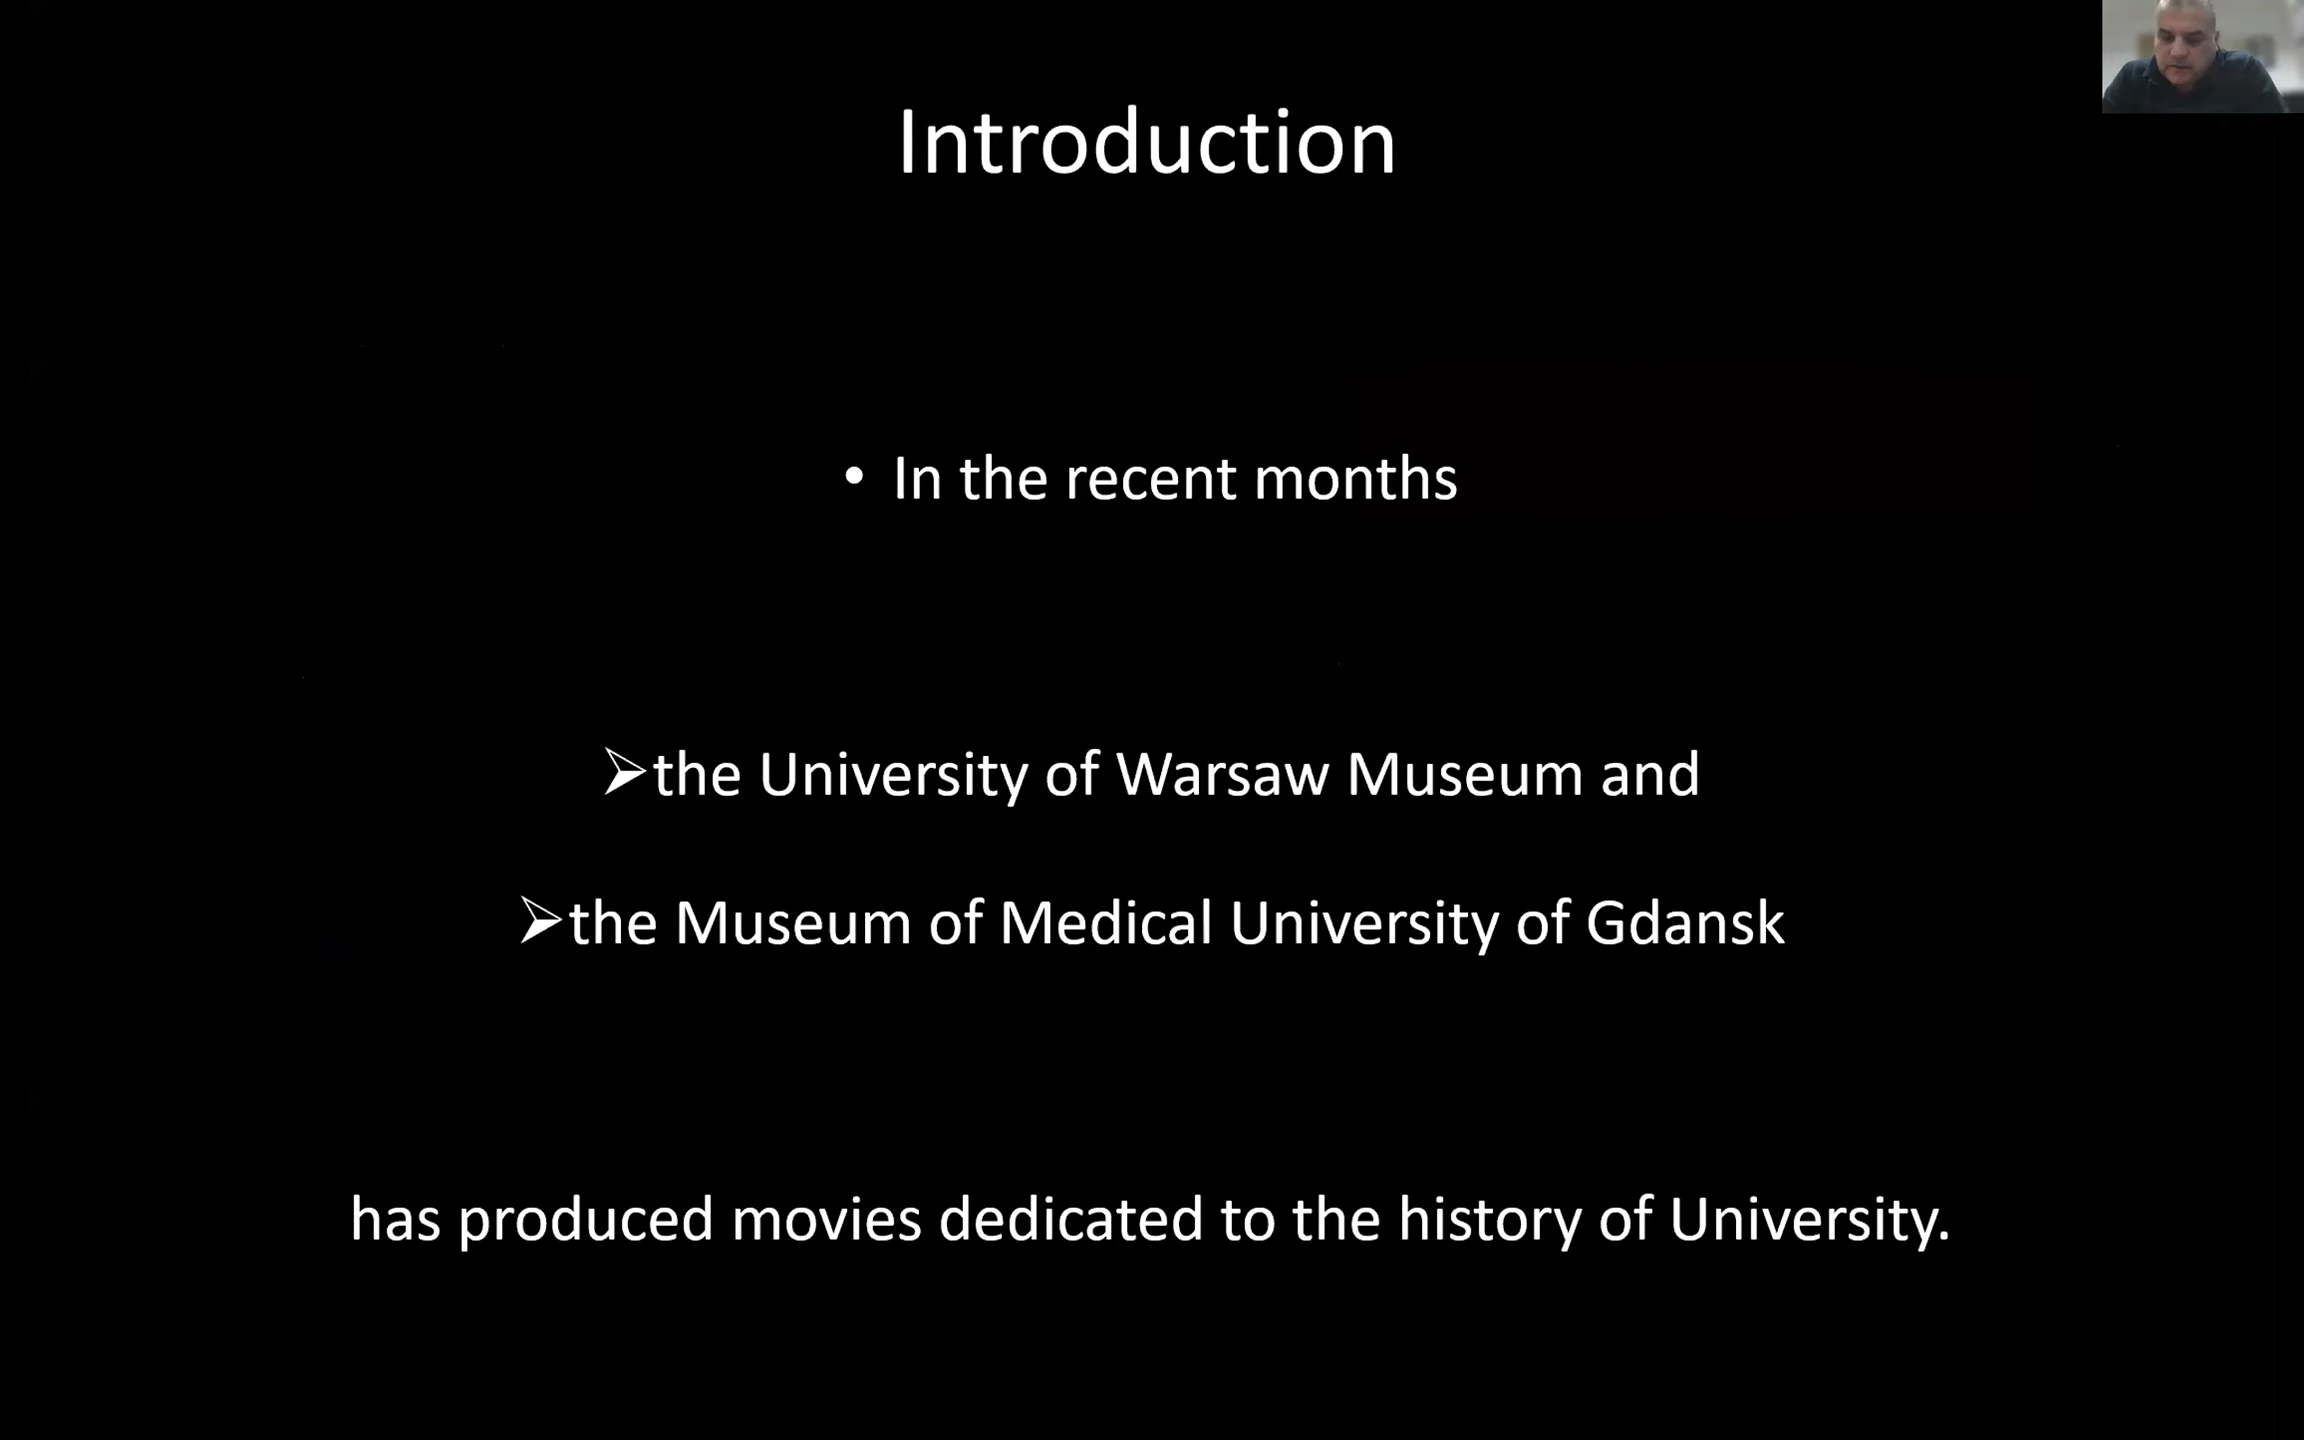 Introduction
• In the recent months
➢the University of Warsaw Museum and
➢the Museum of Medical University of Gdansk
has produced movies dedicated to the history of University.